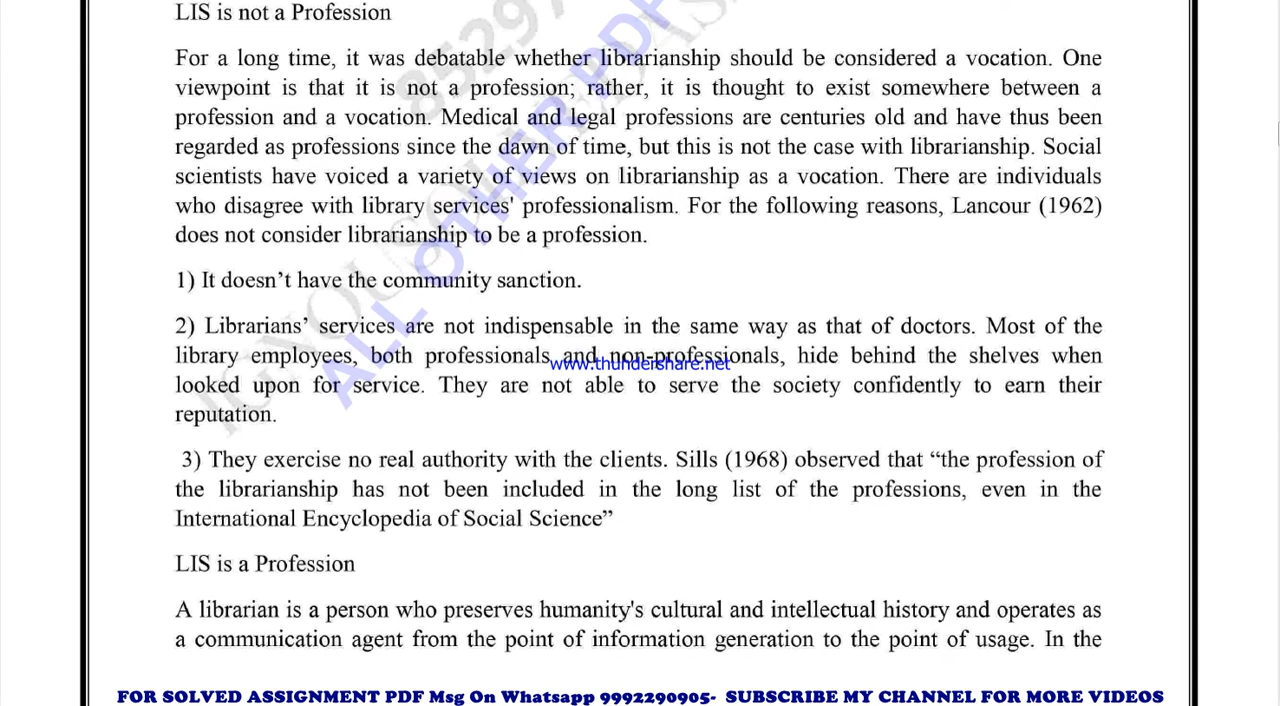 LIS is not a Profession
For a long time, it was debatable whether librarianship should be considered a vocation. One
viewpoint is that it is not a profession; rather, it is thought to exist somewhere between a
profession and a vocation. Medical and legal professions are centuries old and have thus been
regarded as professions since the dawn of time, but this is not the case with librarianship. Social
scientists have voiced a variety of views on librarianship as a vocation. There are individuals
who disagree with library services' professionalism. For the following reasons, Lancour (1962)
does not consider librarianship to be a profession.
1) It doesn’t have the community sanction.
2) Librarians’ services are not indispensable in the same way as that of doctors. Most of the
library employees, both professionals and non-professionals, hide behind the shelves when
www.thundershare.net
looked upon for service. They are not able to serve the society confidently to earn their
reputation.
3) They exercise no real authority with the clients. Sills (1968) observed that “the profession of
the librarianship has not been included in the long list of the professions, even in the
International Encyclopedia of Social Science”
LIS is a Profession
A librarian is a person who preserves humanity's cultural and intellectual history and operates as
a communication agent from the point of information generation to the point of usage. In the
ALL OTHER PDF
FOR SOLVED ASSIGNMENT PDF Msg On Whatsapp 9992290905- SUBSCRIBE MY CHANNEL FOR MORE VIDEOS